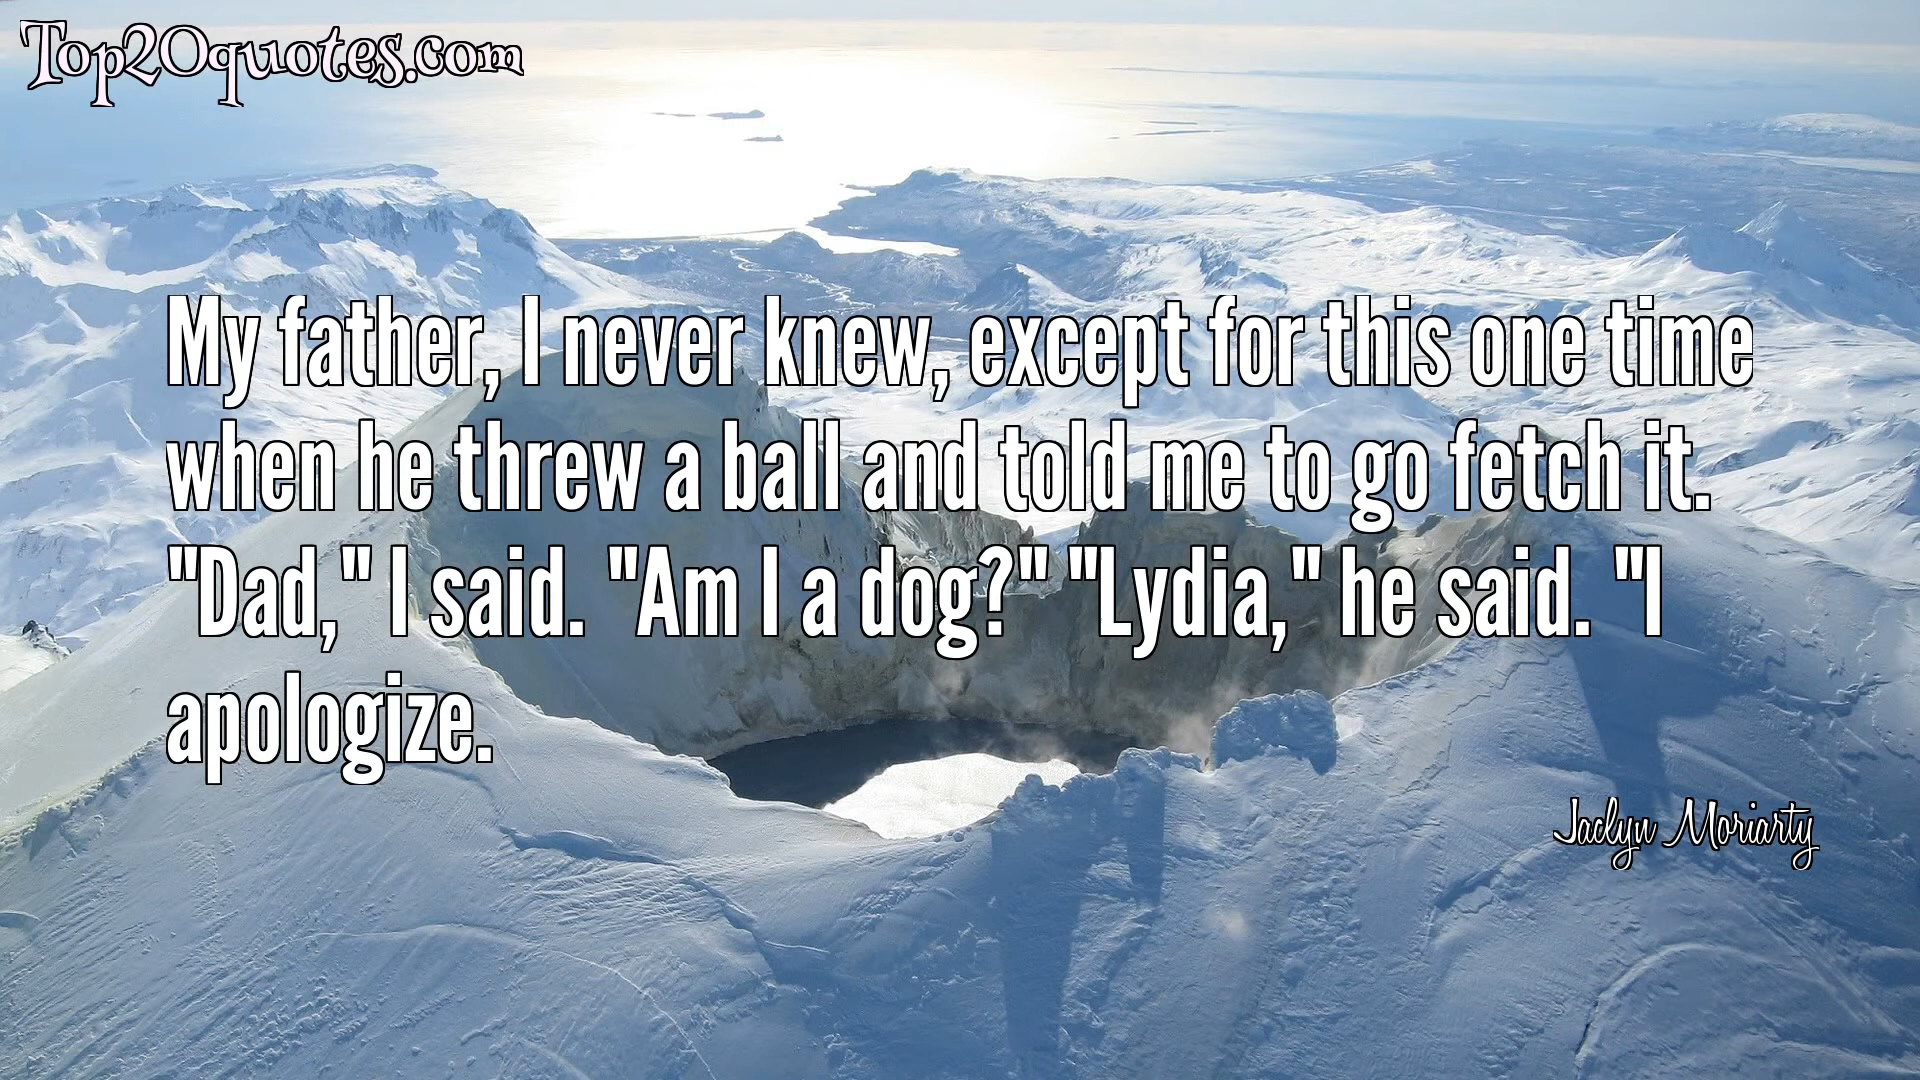 Top20quotes.com
My father, I never knew, except for this one time
when he threw a ball and told me to go fetch it.
"Dad," I said. "Am I a dog?" "Lydia," he said. "I
apologize.
Jaclyn Moriarty